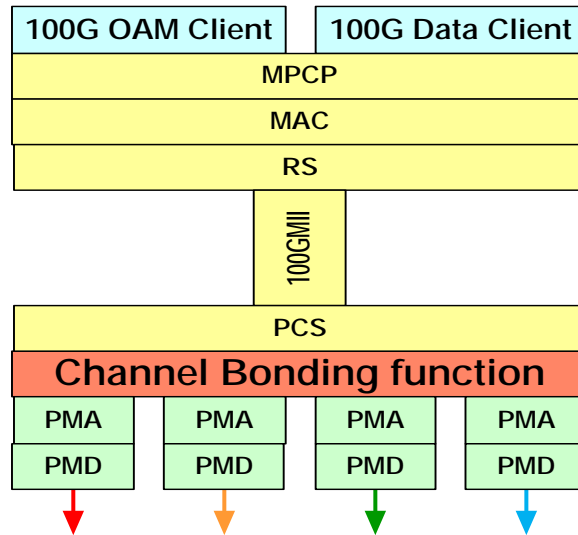 100G OAM Client 100G Data Client
MPCP
MAC
RS
100GMII
PCS
Channel Bonding function
PMA PMA PMA PMA
PMD PMD PMD PMD